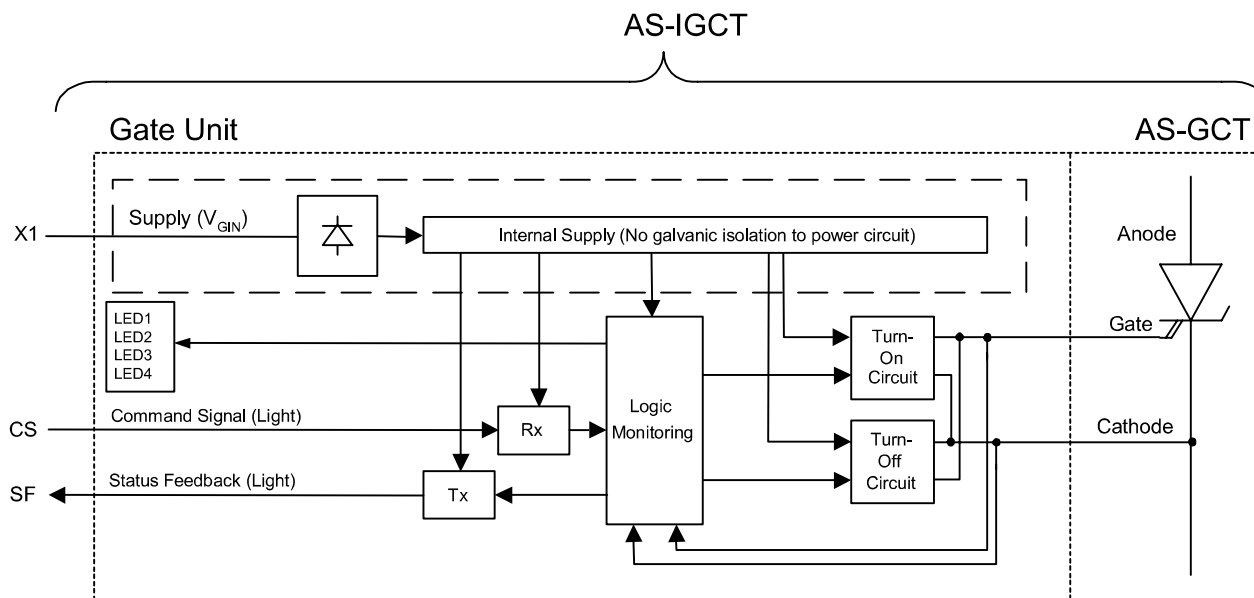 AS-IGCT
Gate Unit
AS-GCT
X1
Supply (VGIN)
Internal Supply (No galvanic isolation to power circuit)
Anode
LED1
LED2
LED3
LED4
Turn-
On
Circuit
Gate
Logic
Monitoring
CS
Command Signal (Light)
Rx
Turn-
Off
Circuit
Cathode
SF
Status Feedback (Light)
Tx